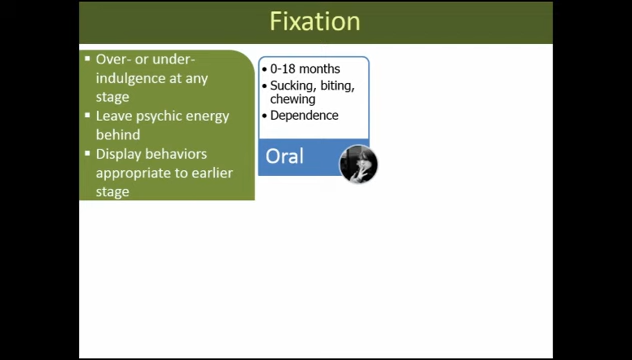 Fixation
▪ Over- or under-
indulgence at any
stage
▪ Leave psychic energy
behind
▪ Display behaviors
appropriate to earlier
stage
• 0-18 months
• Sucking, biting,
chewing
• Dependence
Oral